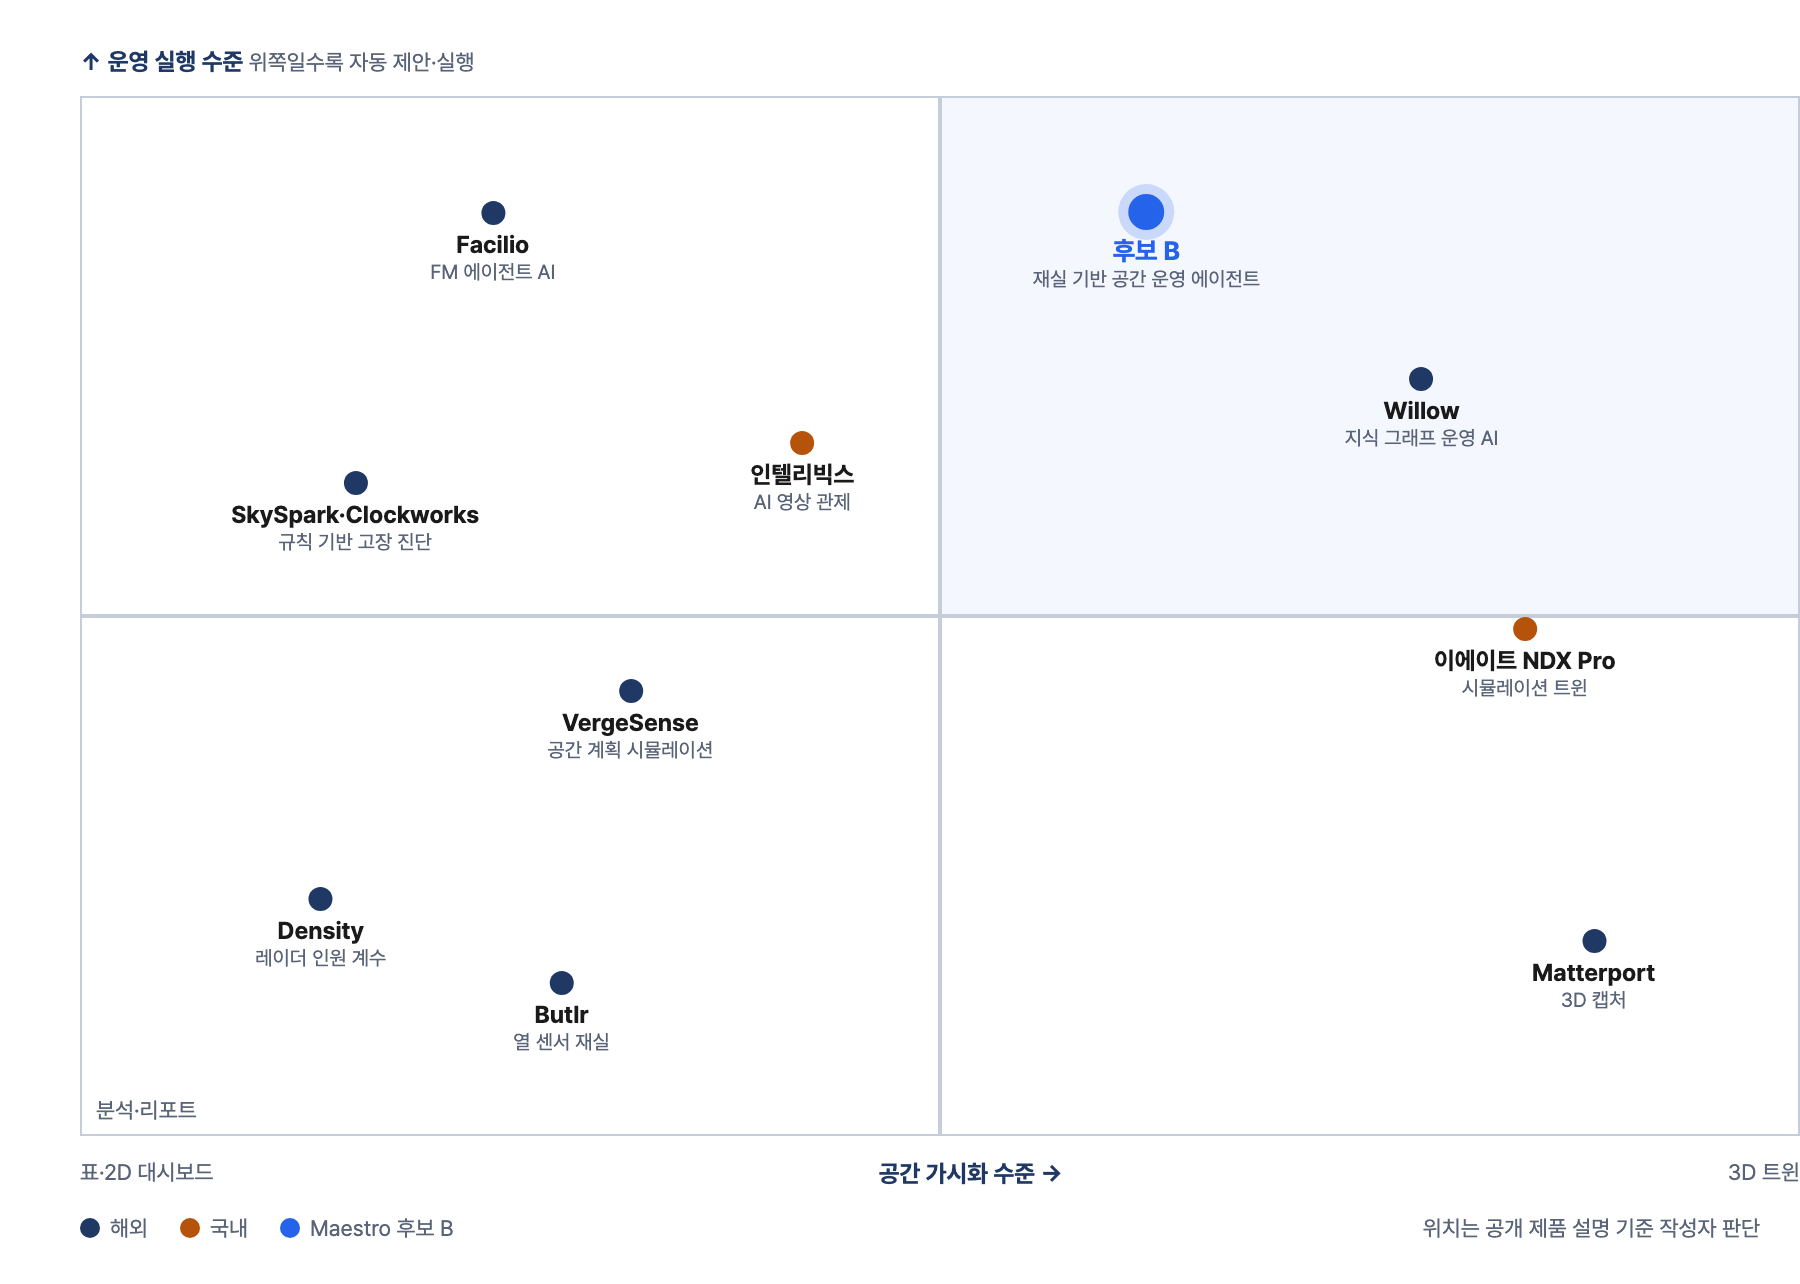 ↑ 운영 실행 수준 위쪽일수록 자동 제안·실행
Facilio
FM 에이전트 AI
후보 B
재실 기반 공간 운영 에이전트
Willow
지식 그래프 운영 AI
인텔리빅스
AI 영상 관제
SkySpark·Clockworks
규칙 기반 고장 진단
이에이트 NDX Pro
시뮬레이션 트윈
VergeSense
공간 계획 시뮬레이션
Density
레이더 인원 계수
Matterport
3D 캡처
Butlr
열 센서 재실
분석·리포트
표·2D 대시보드
공간 가시화 수준 →
3D 트윈
해외
국내
Maestro 후보 B
위치는 공개 제품 설명 기준 작성자 판단